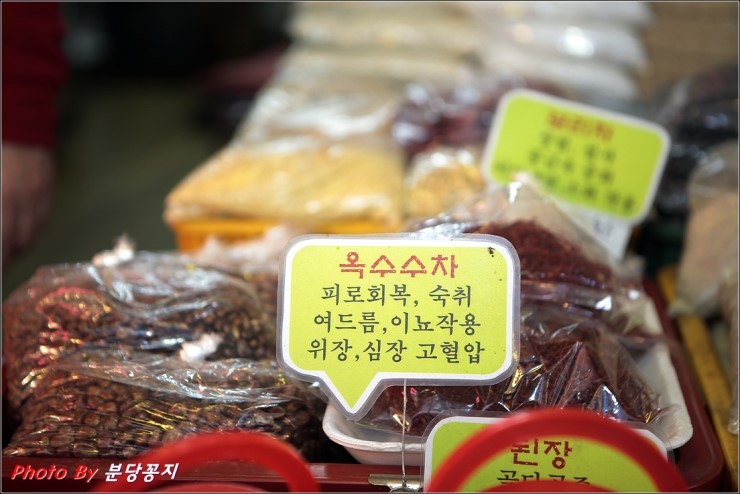 보리차
옥수수차
피로회복, 숙취
여드름,이뇨작용
위장,심장 고혈압
된장
Photo By 분당꽁지